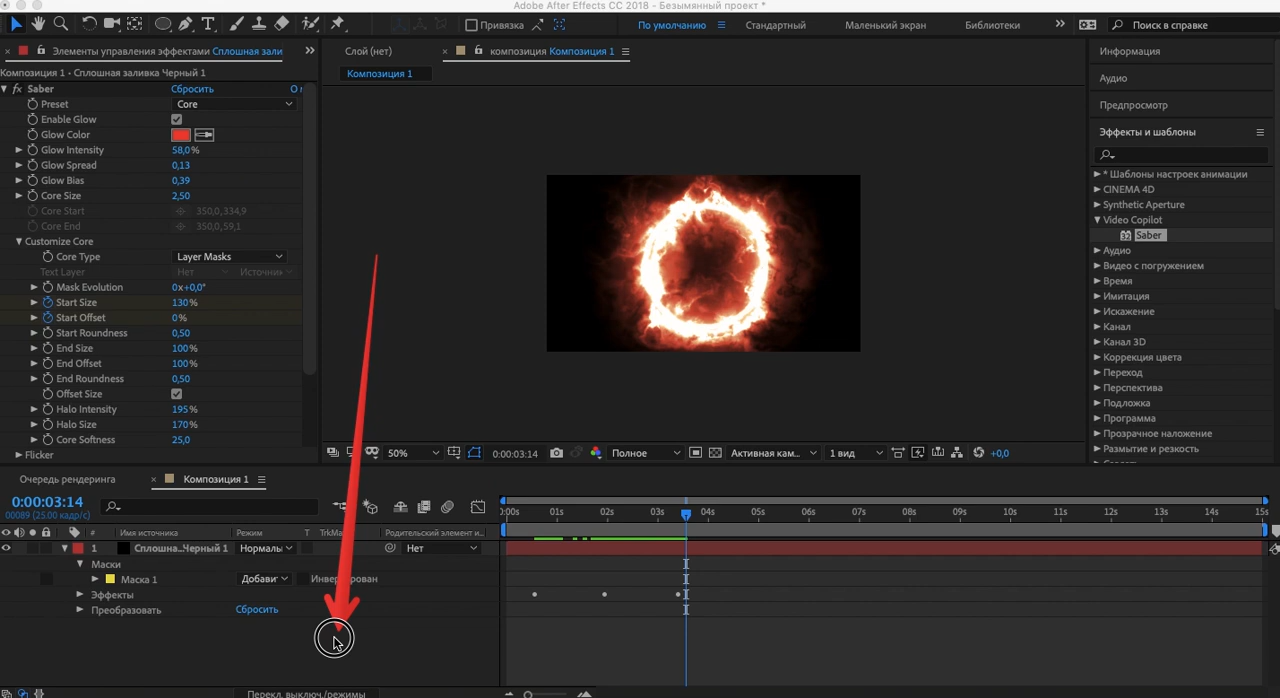 Adobe After Effects CC 2018 - Безымянный проект *
Привязка
По умолчанию
Стандартный
Маленький экран
Библиотеки
Поиск в справке
Элементы управления эффектами Сплошная зали
Композиция 1 • Сплошная заливка Черный 1
fx Saber Сбросить
Preset Core
Enable Glow
Glow Color
Glow Intensity 58,0%
Glow Spread 0,13
Glow Bias 0,39
Core Size 2,50
Core Start 350,0,334,9
Core End 350,0,59,1
Customize Core
Core Type Layer Masks
Text Layer Нет Источник
Mask Evolution 0x+0,0°
Start Size 130%
Start Offset 0%
Start Roundness 0,50
End Size 100%
End Offset 100%
End Roundness 0,50
Offset Size
Halo Intensity 195%
Halo Size 170%
Core Softness 25,0
Flicker
Слой (нет)
композиция Композиция 1
Композиция 1
50%
0:00:03:14
Полное
Активная кам...
1 вид
+0,0
Информация
Аудио
Предпросмотр
Эффекты и шаблоны
* Шаблоны настроек анимации
CINEMA 4D
Synthetic Aperture
Video Copilot
32 Saber
Аудио
Видео с погружением
Время
Имитация
Искажение
Канал
Канал 3D
Коррекция цвета
Переход
Перспектива
Подложка
Программа
Прозрачное наложение
Размытие и резкость
Очередь рендеринга
Композиция 1
0:00:03:14
00089 (25.00 кадр/с)
# Имя источника Режим T TrkMa Родительский элемент и...
1 Сплошна...Черный 1 Нормаль Нет
Маски
Маска 1 Добави Инвертирован
Эффекты
Преобразовать Сбросить
Перекл. выключ./режимы
0:00s 01s 02s 03s 04s 05s 06s 07s 08s 09s 10s 11s 12s 13s 14s 15s